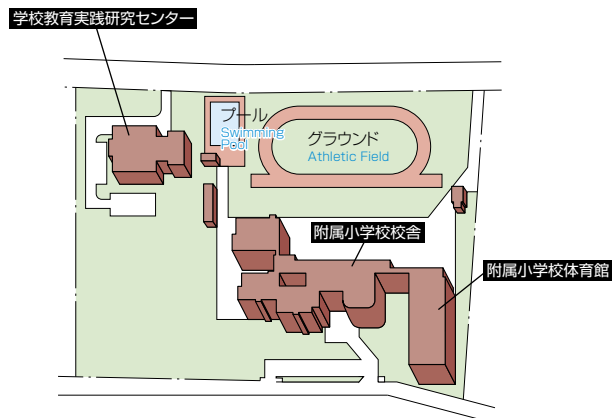 学校教育実践研究センター
プール
Swimming
Pool
グラウンド
Athletic Field
附属小学校校舎
附属小学校体育館